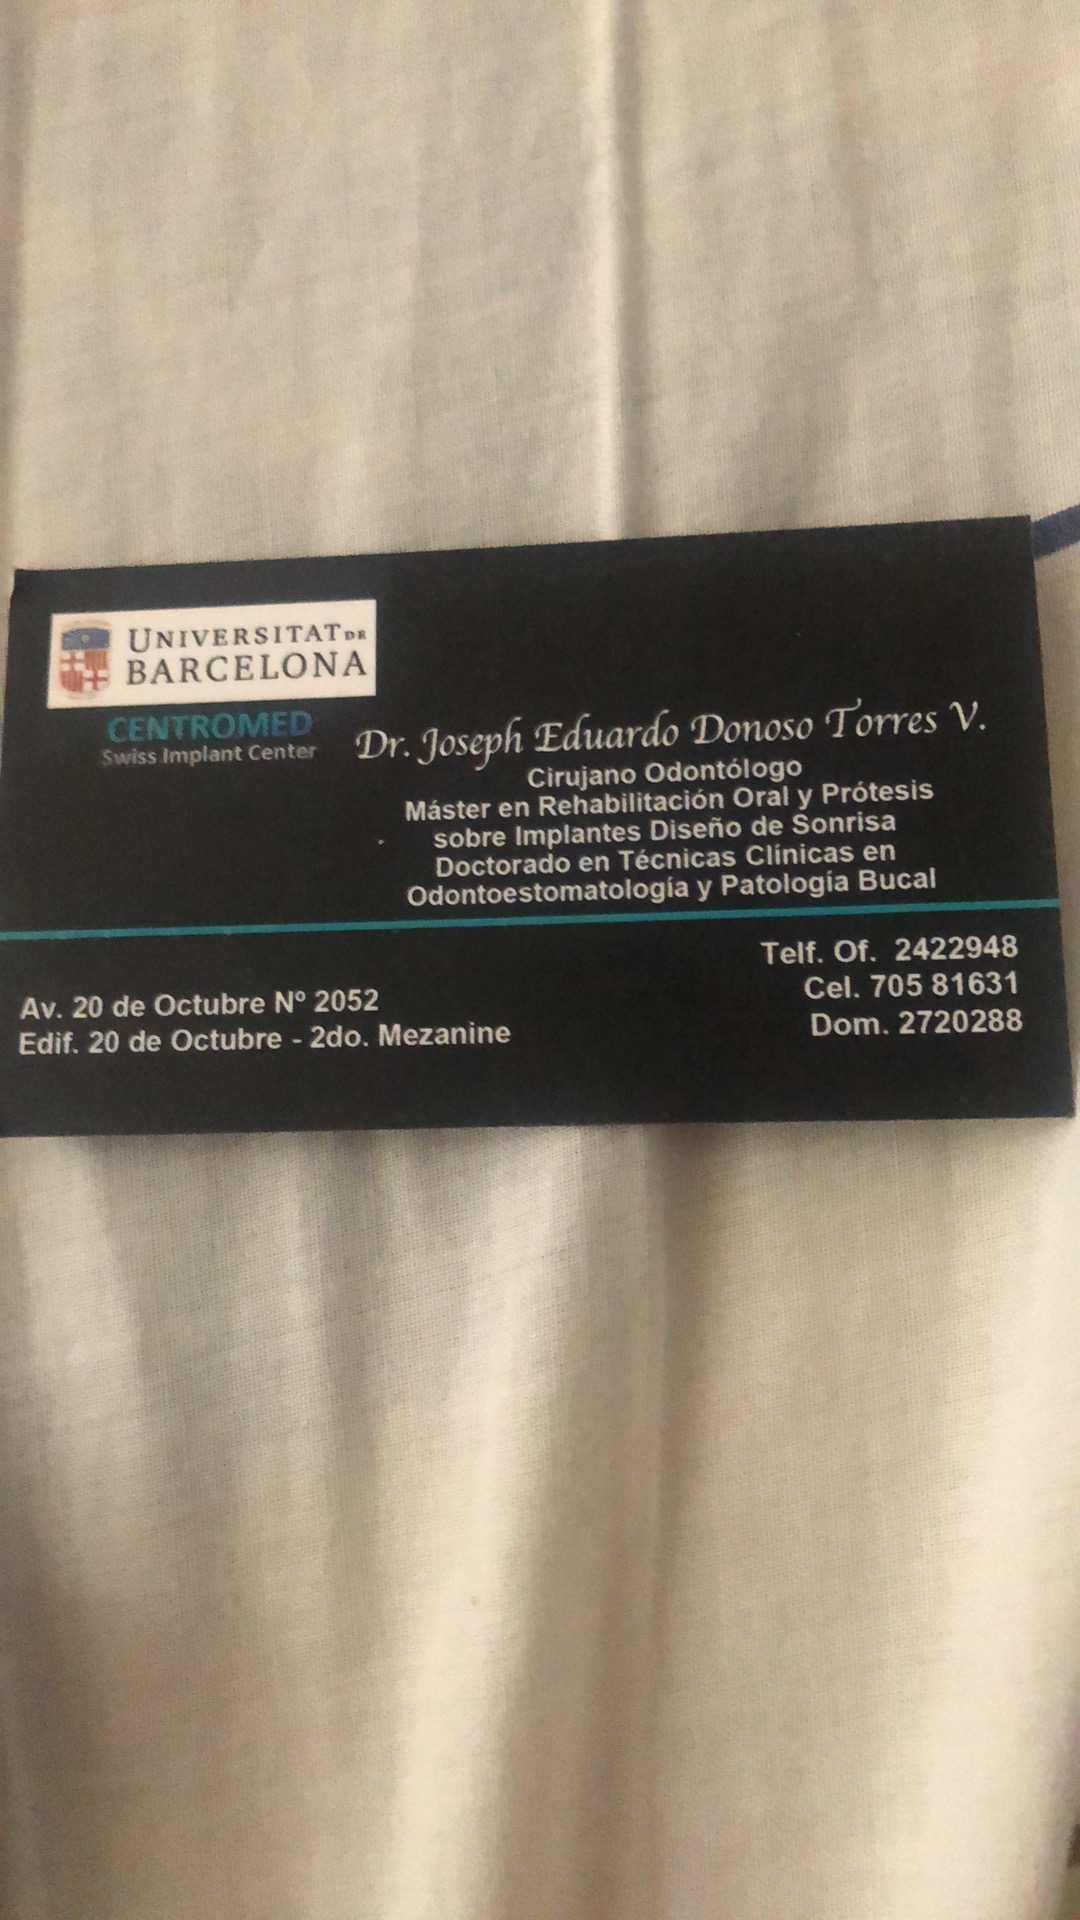 UNIVERSITAT DE
BARCELONA
CENTROMED
Swiss Implant Center
Dr. Joseph Eduardo Donoso Torres V.
Cirujano Odontólogo
Máster en Rehabilitación Oral y Prótesis
sobre Implantes Diseño de Sonrisa
Doctorado en Técnicas Clínicas en
Odontoestomatología y Patología Bucal
Av. 20 de Octubre Nº 2052
Edif. 20 de Octubre - 2do. Mezanine
Telf. Of. 2422948
Cel. 705 81631
Dom. 2720288